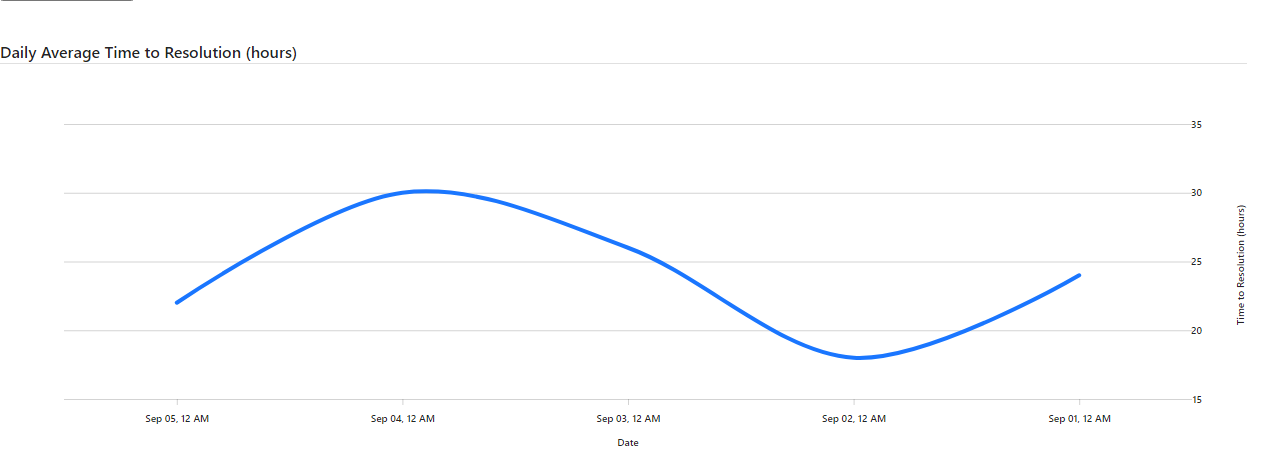 Daily Average Time to Resolution (hours)
35
30
25
20
15
Time to Resolution (hours)
Sep 05, 12 AM
Sep 04, 12 AM
Sep 03, 12 AM
Sep 02, 12 AM
Sep 01, 12 AM
Date